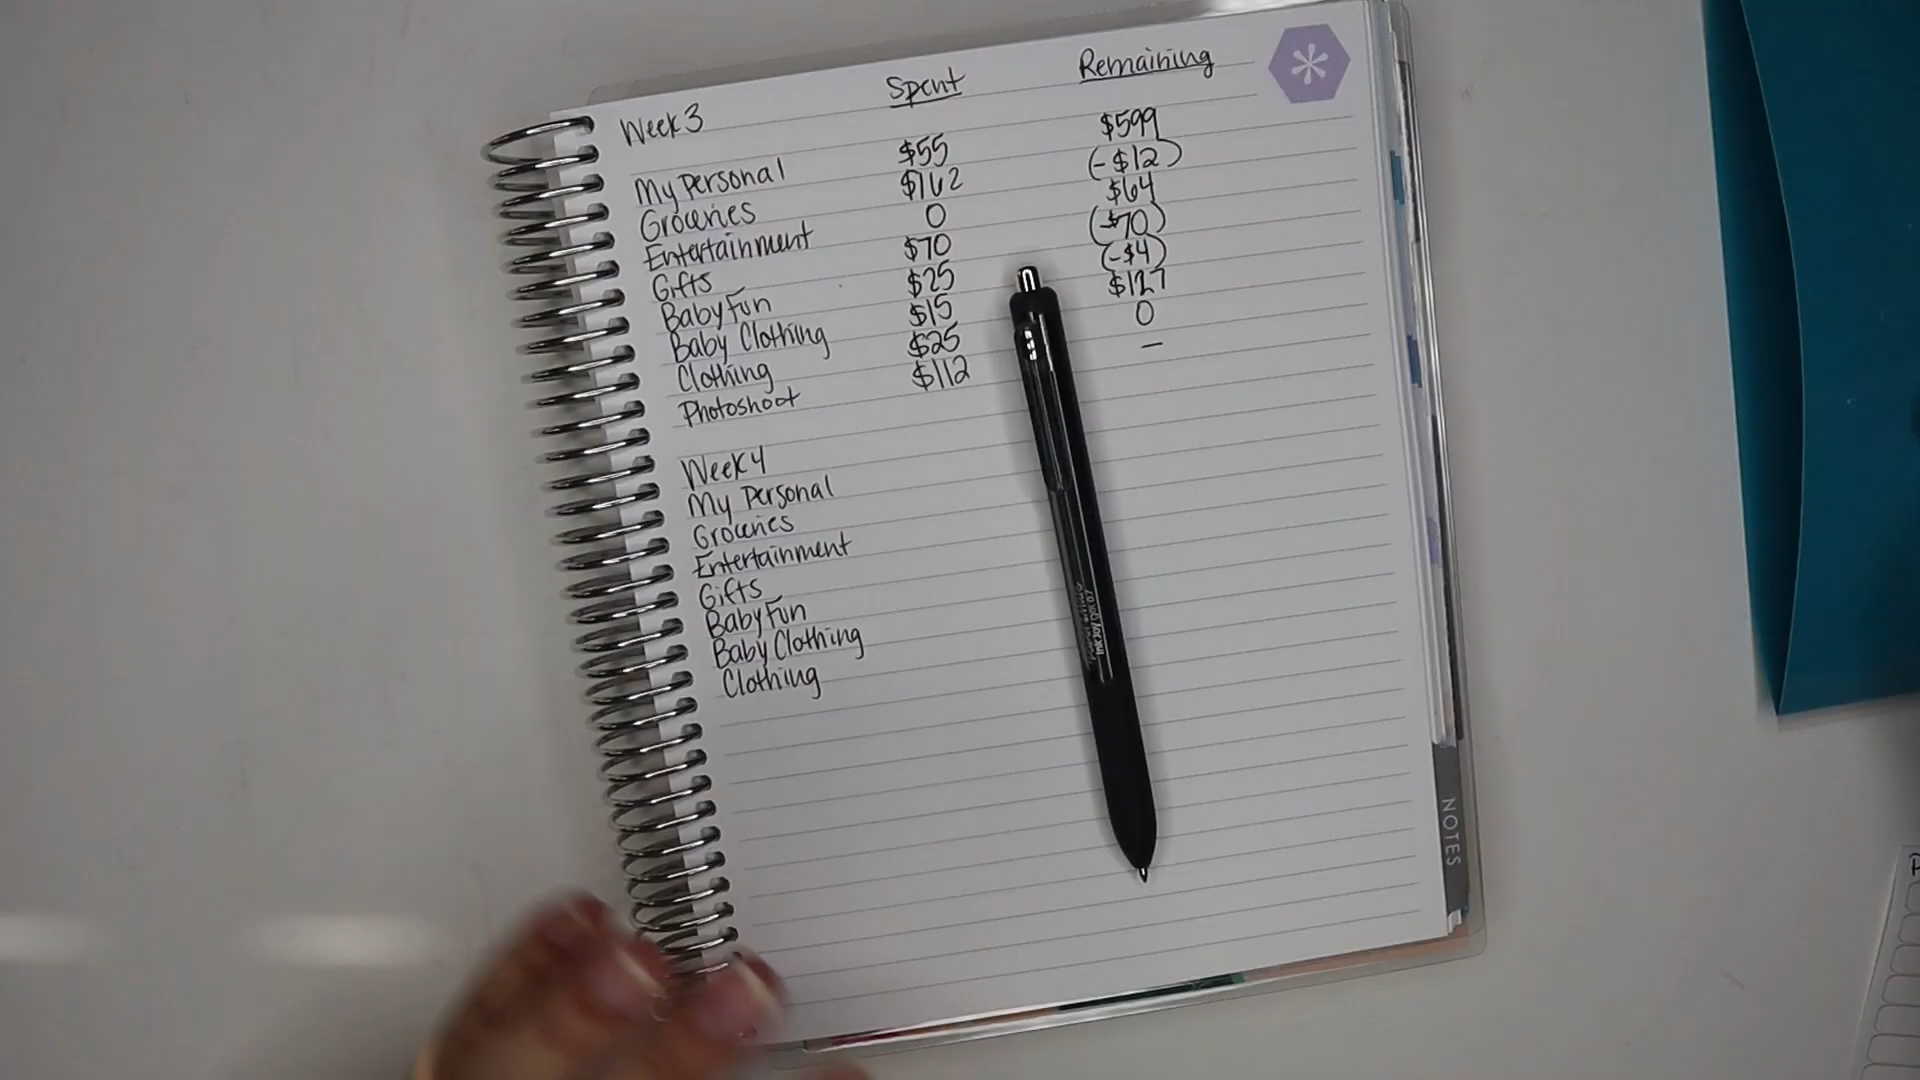 Week 3 Spent Remaining
My Personal $55 $599
Groceries $162 (-$12)
Entertainment 0 $64
Gifts $70 (-$70)
Baby Fun $25 (-$4)
Baby Clothing $15 $127
Clothing $25 0
Photoshoot $112 —
Week 4
My Personal
Groceries
Entertainment
Gifts
Baby Fun
Baby Clothing
Clothing
NOTES